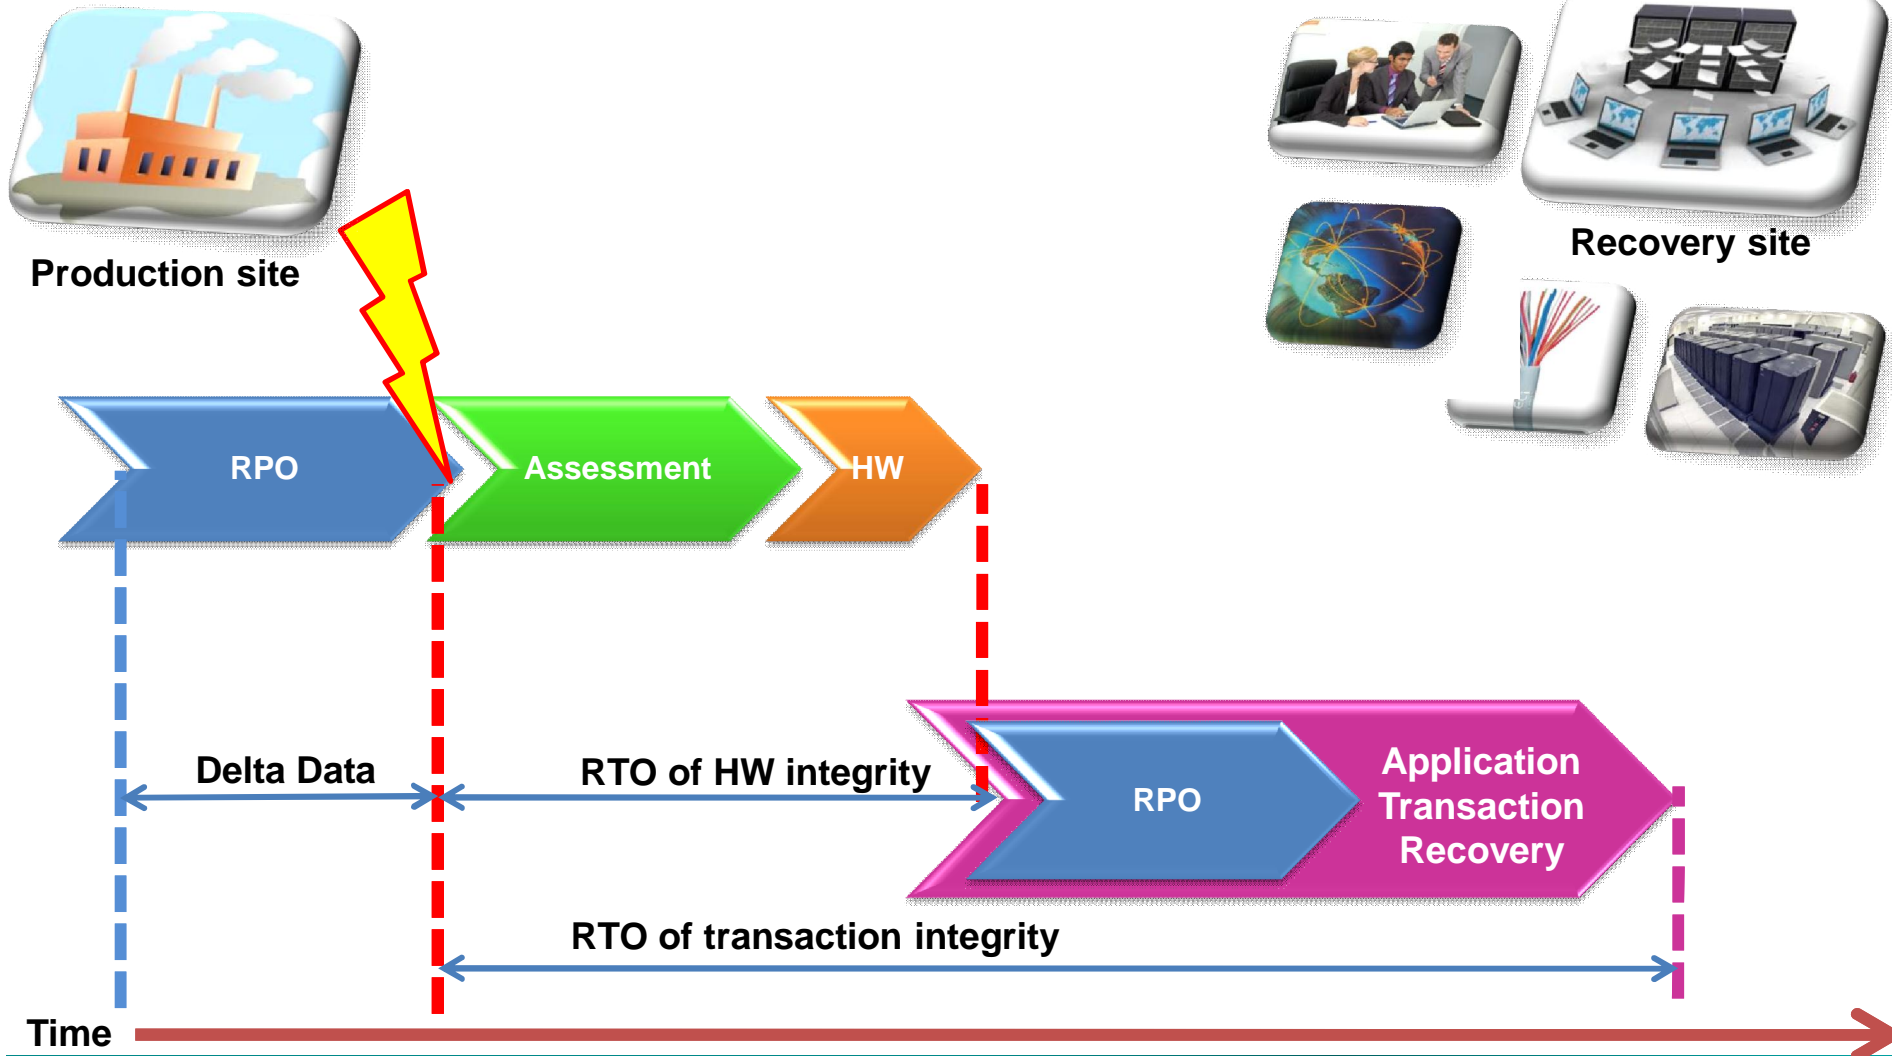 Production site
Recovery site
RPO
Assessment
HW
Delta Data
RTO of HW integrity
RPO
Application
Transaction
Recovery
RTO of transaction integrity
Time